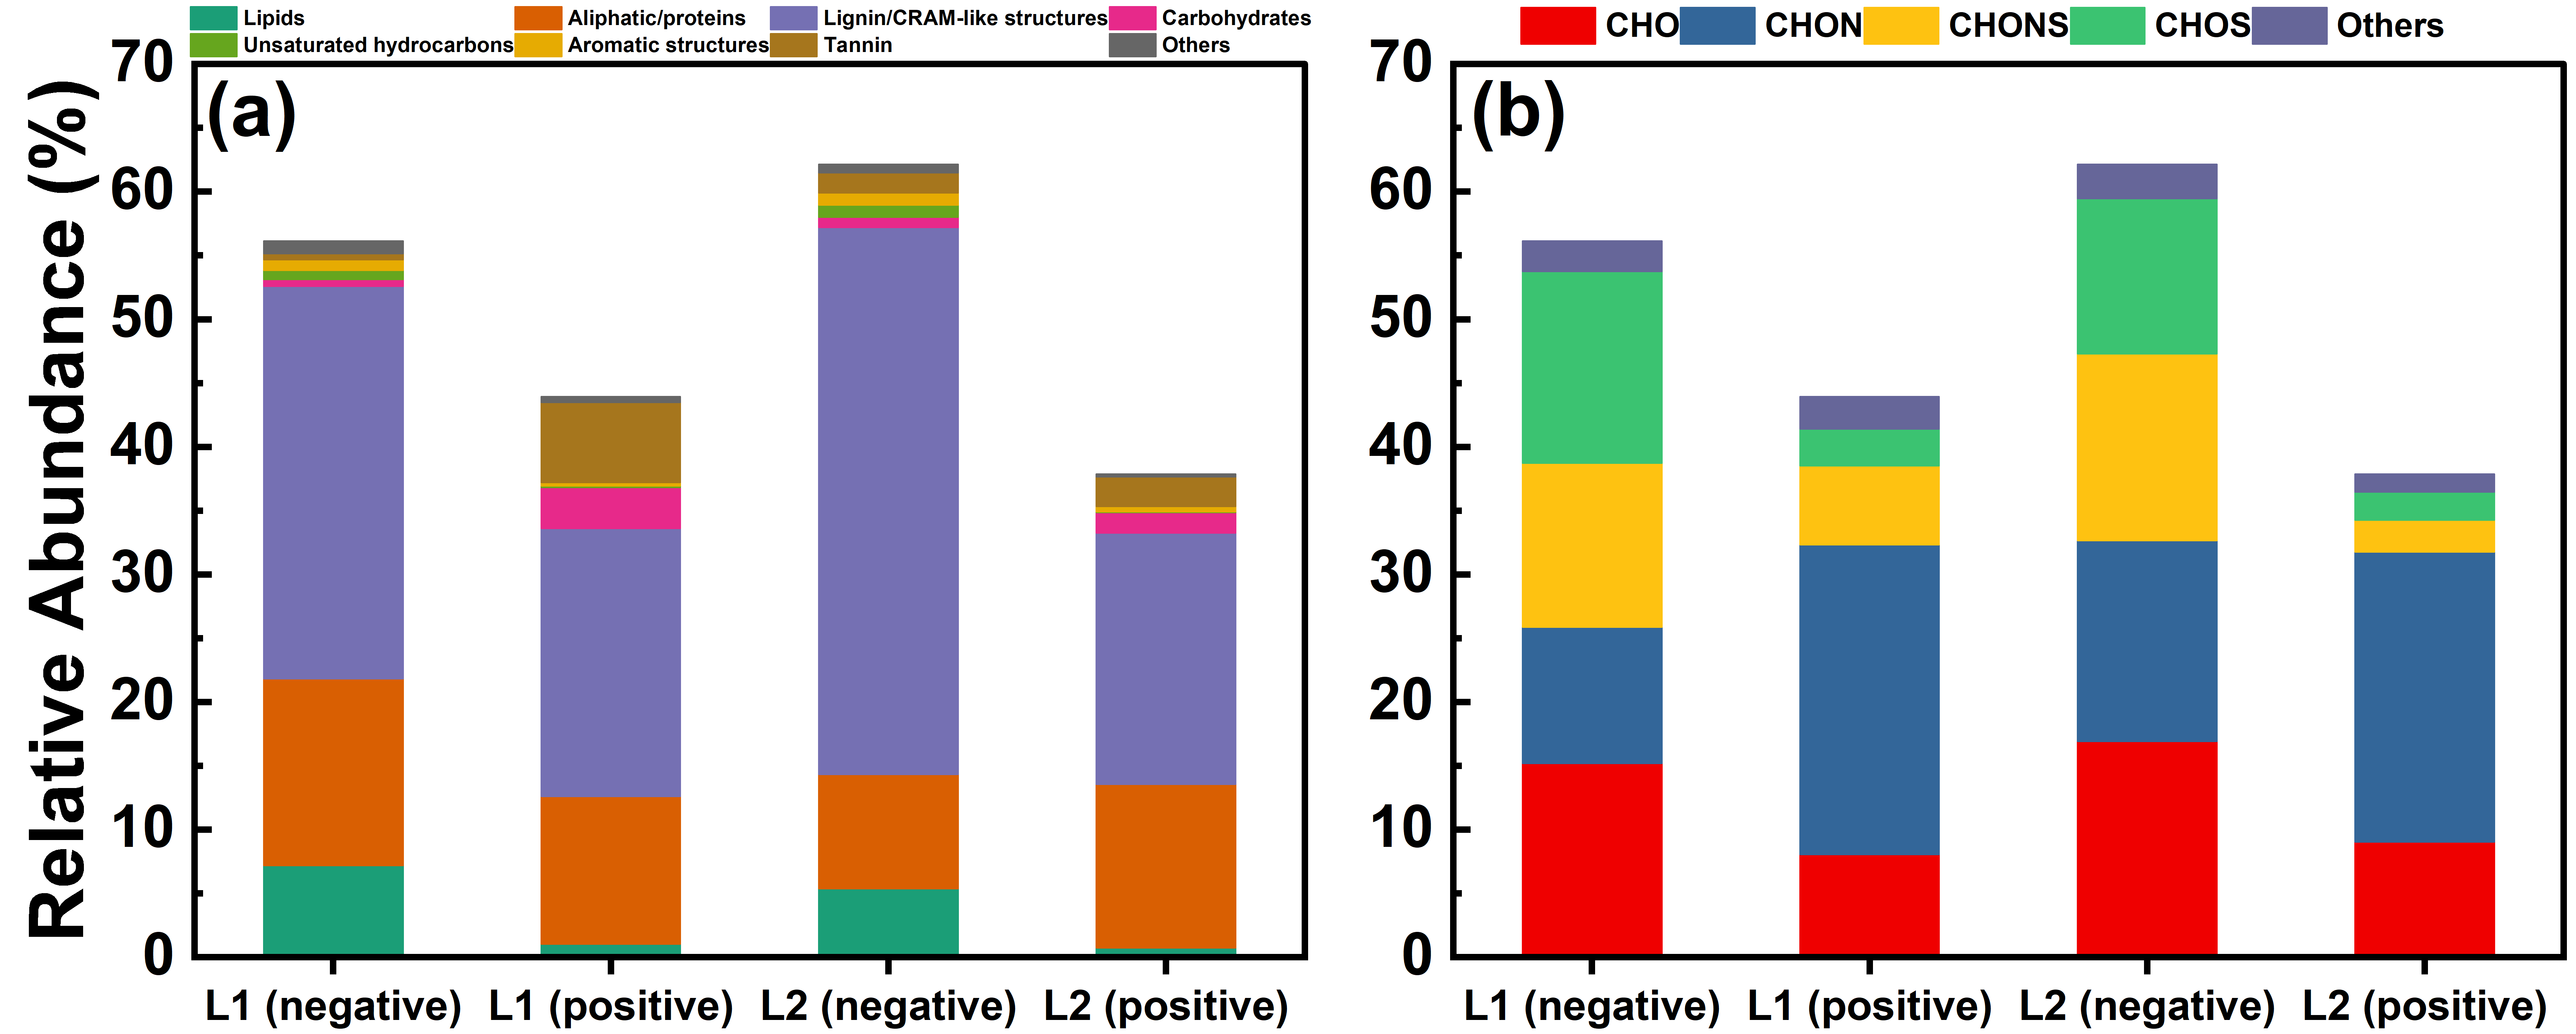 Lipids Aliphatic/proteins Lignin/CRAM-like structures Carbohydrates
Unsaturated hydrocarbons Aromatic structures Tannin Others
CHO CHON CHONS CHOS Others
Relative Abundance (%)
(a)
70
60
50
40
30
20
10
0
L1 (negative) L1 (positive) L2 (negative) L2 (positive)
(b)
70
60
50
40
30
20
10
0
L1 (negative) L1 (positive) L2 (negative) L2 (positive)